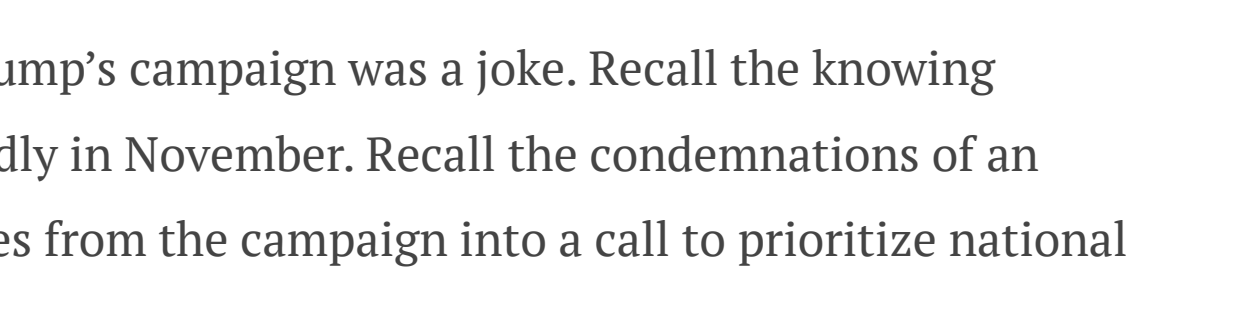 ump’s campaign was a joke. Recall the knowing
dly in November. Recall the condemnations of an
es from the campaign into a call to prioritize national